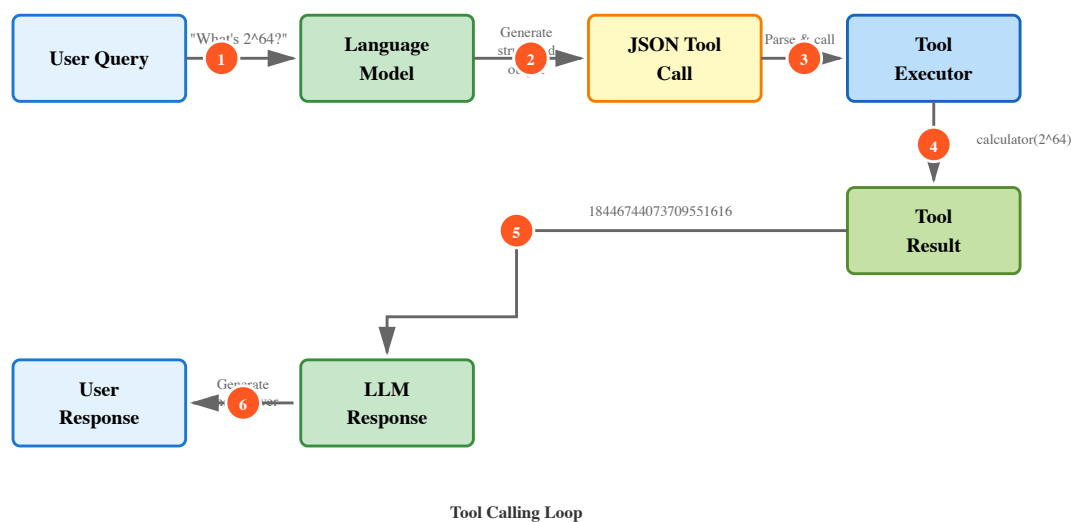 User Query
"What's 2^64?"
1
Language
Model
Generate
2
JSON Tool
Call
Parse & call
3
Tool
Executor
4
calculator(2^64)
Tool
Result
18446744073709551616
5
LLM
Response
Generate
6
User
Response
Tool Calling Loop